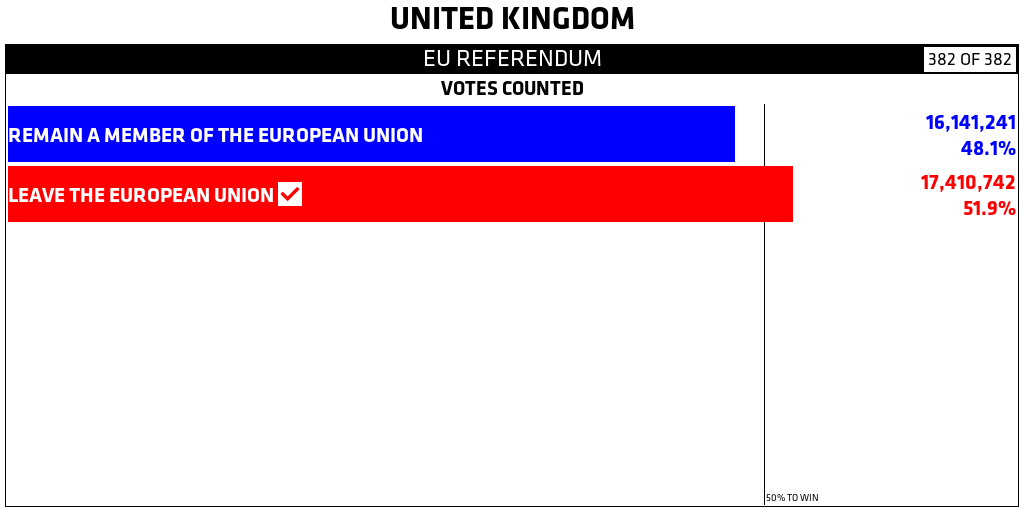 UNITED KINGDOM
EU REFERENDUM
382 OF 382
VOTES COUNTED
REMAIN A MEMBER OF THE EUROPEAN UNION
16,141,241
48.1%
LEAVE THE EUROPEAN UNION
17,410,742
51.9%
50% TO WIN